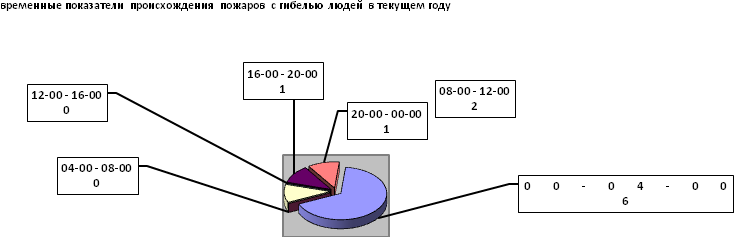 временные показатели происхождения пожаров с гибелью людей в текущем году
16-00 - 20-00
1
08-00 - 12-00
2
12-00 - 16-00
0
20-00 - 00-00
1
04-00 - 08-00
0
0 0 - 0 4 - 0 0
6